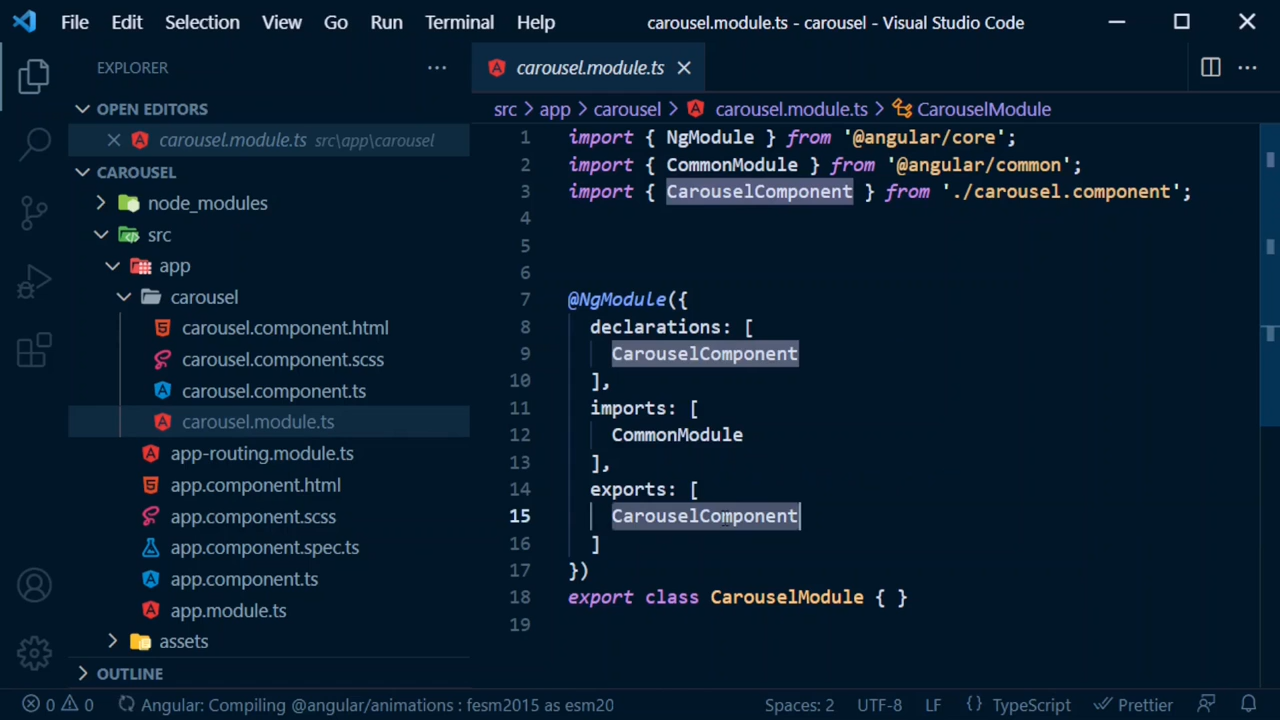 File Edit Selection View Go Run Terminal Help carousel.module.ts - carousel - Visual Studio Code
EXPLORER
OPEN EDITORS
carousel.module.ts src\app\carousel
CAROUSEL
node_modules
src
app
carousel
carousel.component.html
carousel.component.scss
carousel.component.ts
carousel.module.ts
app-routing.module.ts
app.component.html
app.component.scss
app.component.spec.ts
app.component.ts
app.module.ts
assets
OUTLINE
carousel.module.ts
src > app > carousel > carousel.module.ts > CarouselModule
1 import { NgModule } from '@angular/core';
2 import { CommonModule } from '@angular/common';
3 import { CarouselComponent } from './carousel.component';
4
5
6
7 @NgModule({
8 declarations: [
9 CarouselComponent
10 ],
11 imports: [
12 CommonModule
13 ],
14 exports: [
15 CarouselComponent
16 ]
17 })
18 export class CarouselModule { }
19
0 0 Angular: Compiling @angular/animations : fesm2015 as esm20 Spaces: 2 UTF-8 LF {} TypeScript Prettier